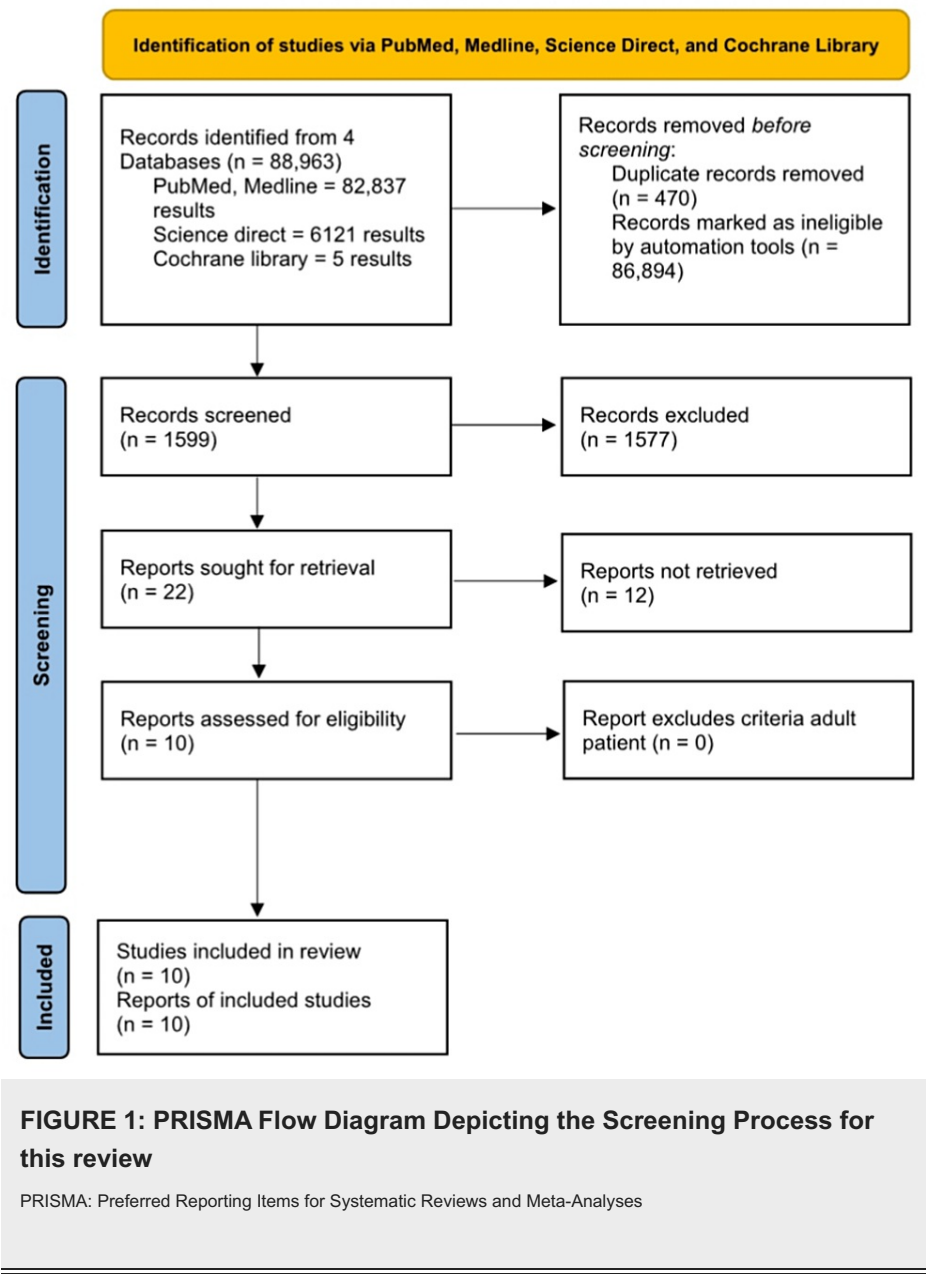 Identification of studies via PubMed, Medline, Science Direct, and Cochrane Library
Identification
Records identified from 4
Databases (n = 88,963)
PubMed, Medline = 82,837
results
Science direct = 6121 results
Cochrane library = 5 results
Records removed before
screening:
Duplicate records removed
(n = 470)
Records marked as ineligible
by automation tools (n =
86,894)
Screening
Records screened
(n = 1599)
Records excluded
(n = 1577)
Reports sought for retrieval
(n = 22)
Reports not retrieved
(n = 12)
Reports assessed for eligibility
(n = 10)
Report excludes criteria adult
patient (n = 0)
Included
Studies included in review
(n = 10)
Reports of included studies
(n = 10)
FIGURE 1: PRISMA Flow Diagram Depicting the Screening Process for
this review
PRISMA: Preferred Reporting Items for Systematic Reviews and Meta-Analyses